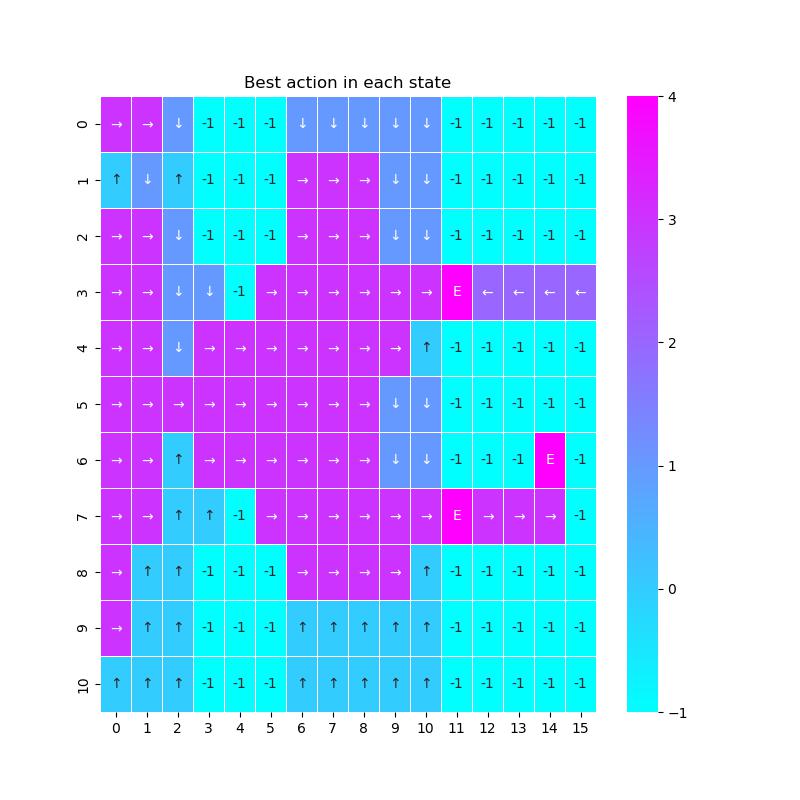 Best action in each state
0 → → ↓ -1 -1 -1 ↓ ↓ ↓ ↓ ↓ -1 -1 -1 -1 -1
1 ↑ ↓ ↑ -1 -1 -1 → → → ↓ ↓ -1 -1 -1 -1 -1
2 → → ↓ -1 -1 -1 → → → ↓ ↓ -1 -1 -1 -1 -1
3 → → ↓ ↓ -1 → → → → → → E ← ← ← ←
4 → → ↓ → → → → → → → ↑ -1 -1 -1 -1 -1
5 → → → → → → → → → ↓ ↓ -1 -1 -1 -1 -1
6 → → ↑ → → → → → → ↓ ↓ -1 -1 -1 E -1
7 → → ↑ ↑ -1 → → → → → → E → → → -1
8 → ↑ ↑ -1 -1 -1 → → → → ↑ -1 -1 -1 -1 -1
9 → ↑ ↑ -1 -1 -1 ↑ ↑ ↑ ↑ ↑ -1 -1 -1 -1 -1
10 ↑ ↑ ↑ -1 -1 -1 ↑ ↑ ↑ ↑ ↑ -1 -1 -1 -1 -1
0 1 2 3 4 5 6 7 8 9 10 11 12 13 14 15
4
3
2
1
0
−1